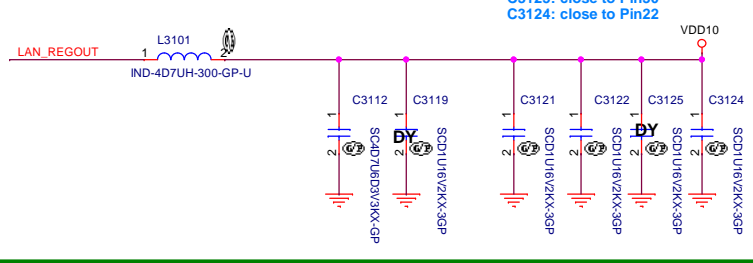 C3124: close to Pin22
VDD10
LAN_REGOUT
L3101
1
2
IND-4D7UH-300-GP-U
C3112
C3119
C3121
C3122
C3125
C3124
1
1
1
1
1
1
DY
DY
2
2
2
2
2
2
SC4D7U6D3V3KX-GP
SCD1U16V2KX-3GP
SCD1U16V2KX-3GP
SCD1U16V2KX-3GP
SCD1U16V2KX-3GP
SCD1U16V2KX-3GP